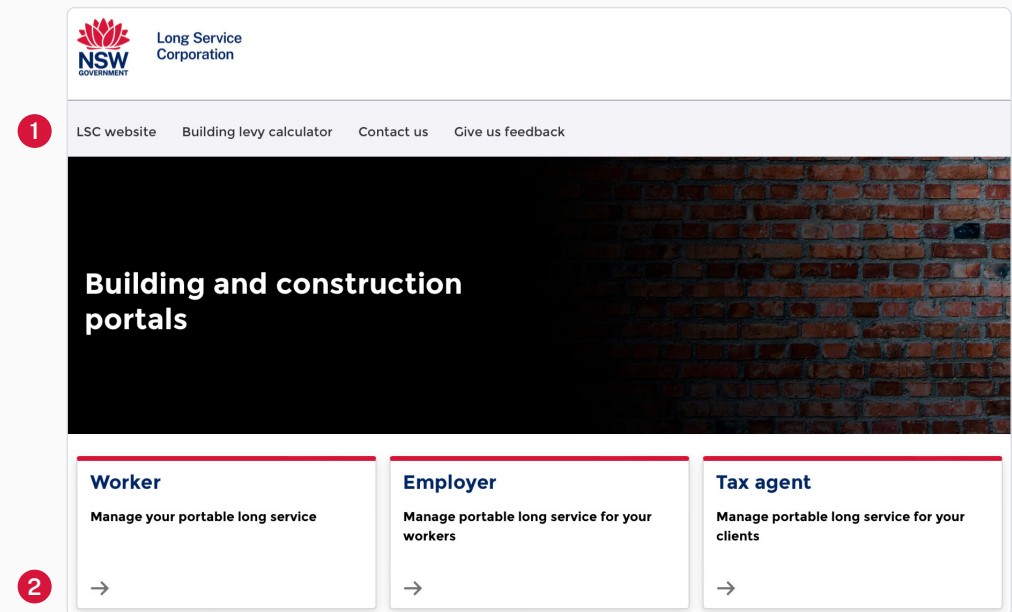 NSW
GOVERNMENT
Long Service
Corporation
1
LSC website Building levy calculator Contact us Give us feedback
Building and construction
portals
Worker
Manage your portable long service
Employer
Manage portable long service for your
workers
Tax agent
Manage portable long service for your
clients
2